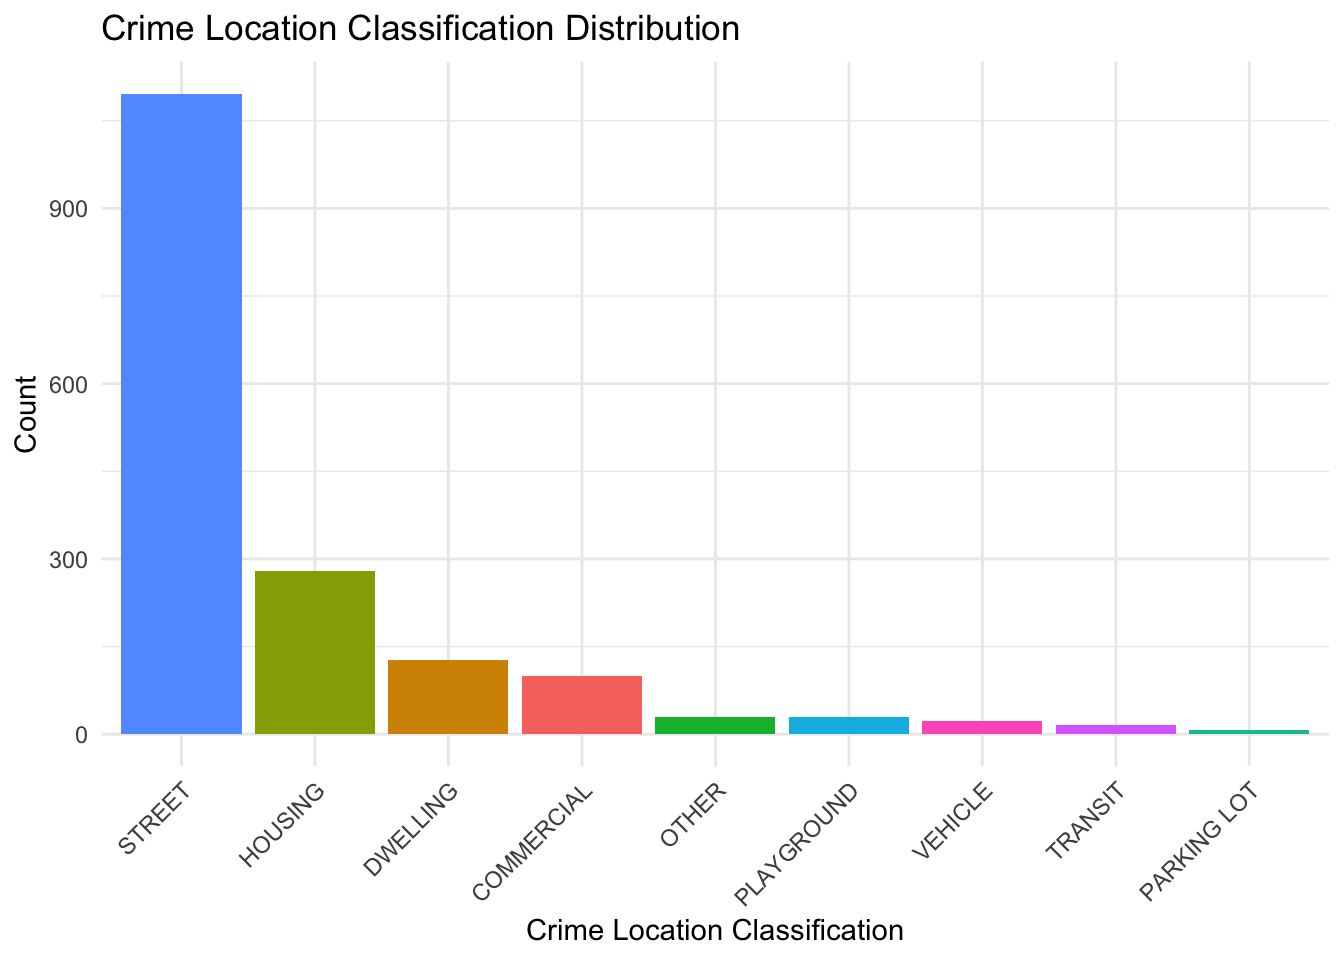 Crime Location Classification Distribution
Count
900
600
300
0
STREET
HOUSING
DWELLING
COMMERCIAL
OTHER
PLAYGROUND
VEHICLE
TRANSIT
PARKING LOT
Crime Location Classification